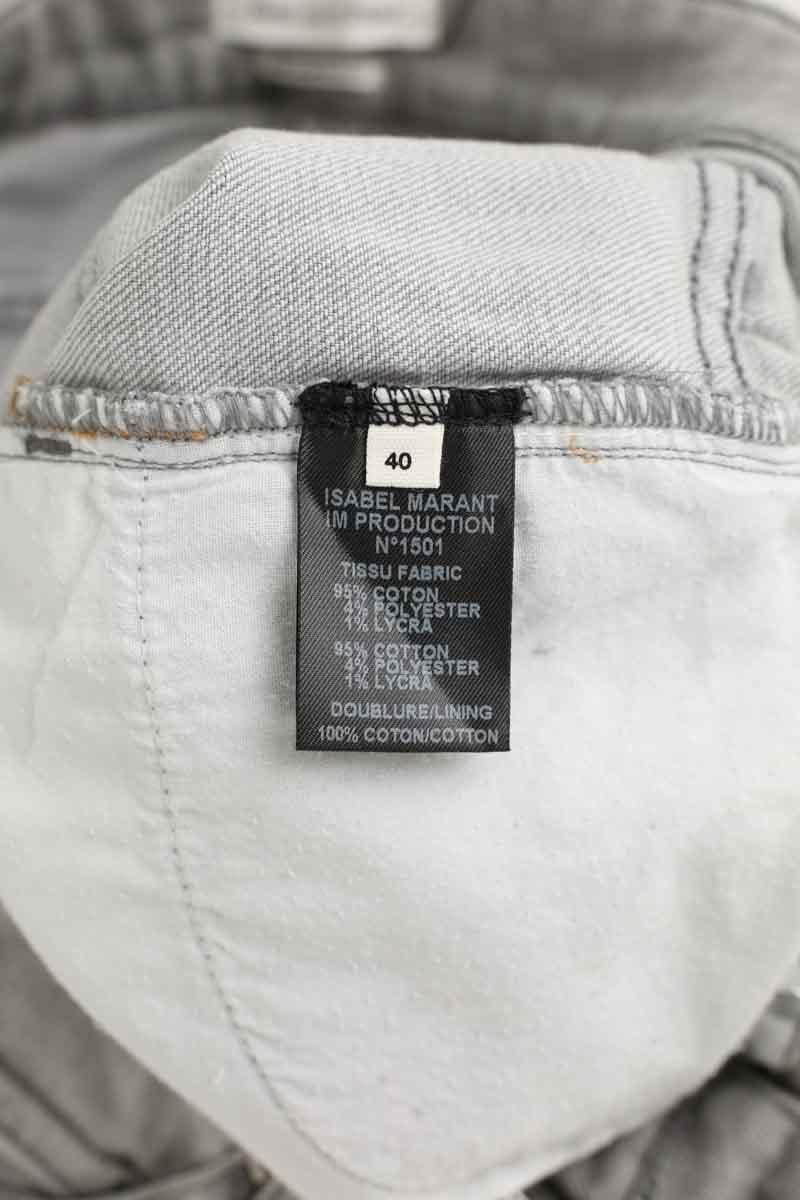 40
ISABEL MARANT
IM PRODUCTION
N°1501
TISSU FABRIC
95% COTON
4% POLYESTER
1% LYCRA
95% COTTON
4% POLYESTER
1% LYCRA
DOUBLURE/LINING
100% COTON/COTTON